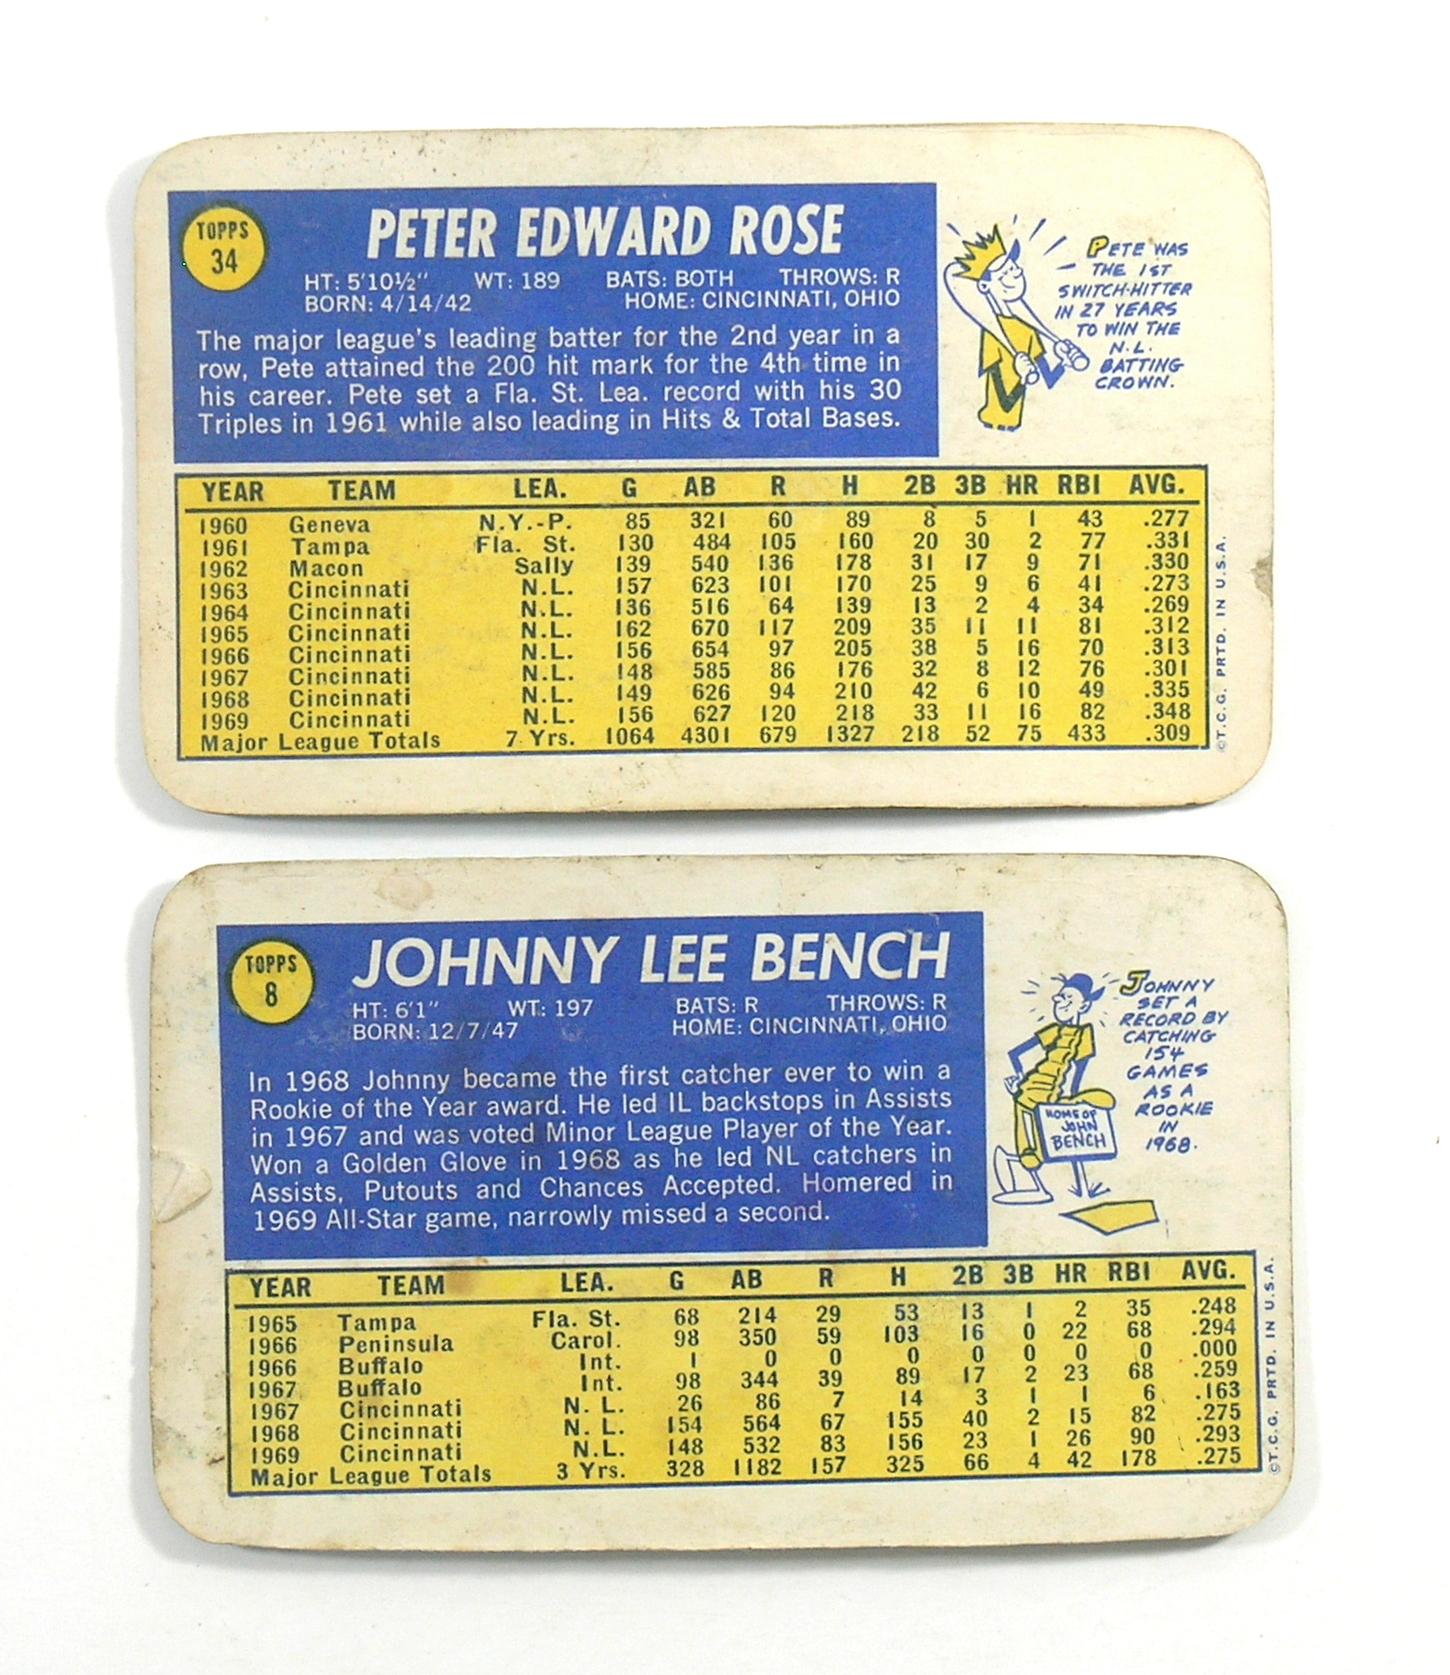 TOPPS
34
PETER EDWARD ROSE
HT: 5'10½" WT: 189 BATS: BOTH THROWS: R
BORN: 4/14/42 HOME: CINCINNATI, OHIO
The major league's leading batter for the 2nd year in a
row, Pete attained the 200 hit mark for the 4th time in
his career. Pete set a Fla. St. Lea. record with his 30
Triples in 1961 while also leading in Hits & Total Bases.
PETE WAS
THE 1ST
SWITCH-HITTER
IN 27 YEARS
TO WIN THE
N.L.
BATTING
CROWN.
YEAR TEAM LEA. G AB R H 2B 3B HR RBI AVG.
1960 Geneva N.Y.-P. 85 321 60 89 8 5 1 43 .277
1961 Tampa Fla. St. 130 484 105 160 20 30 2 77 .331
1962 Macon Sally 139 540 136 178 31 17 9 71 .330
1963 Cincinnati N.L. 157 623 101 170 25 9 6 41 .273
1964 Cincinnati N.L. 136 516 64 139 13 2 4 34 .269
1965 Cincinnati N.L. 162 670 117 209 35 11 11 81 .312
1966 Cincinnati N.L. 156 654 97 205 38 5 16 70 .313
1967 Cincinnati N.L. 148 585 86 176 32 8 12 76 .301
1968 Cincinnati N.L. 149 626 94 210 42 6 10 49 .335
1969 Cincinnati N.L. 156 627 120 218 33 11 16 82 .348
Major League Totals 7 Yrs. 1064 4301 679 1327 218 52 75 433 .309
©T.C.G. PRTD. IN U.S.A.
TOPPS
8
JOHNNY LEE BENCH
HT: 6'1" WT: 197 BATS: R THROWS: R
BORN: 12/7/47 HOME: CINCINNATI, OHIO
In 1968 Johnny became the first catcher ever to win a
Rookie of the Year award. He led IL backstops in Assists
in 1967 and was voted Minor League Player of the Year.
Won a Golden Glove in 1968 as he led NL catchers in
Assists, Putouts and Chances Accepted. Homered in
1969 All-Star game, narrowly missed a second.
JOHNNY
SET A
RECORD BY
CATCHING
154
GAMES
AS A
ROOKIE
IN
1968.
HOME OF
JOHN
BENCH
YEAR TEAM LEA. G AB R H 2B 3B HR RBI AVG.
1965 Tampa Fla. St. 68 214 29 53 13 1 2 35 .248
1966 Peninsula Carol. 98 350 59 103 16 0 22 68 .294
1966 Buffalo Int. 1 0 0 0 0 0 0 0 .000
1967 Buffalo Int. 98 344 39 89 17 2 23 68 .259
1967 Cincinnati N. L. 26 86 7 14 3 1 1 6 .163
1968 Cincinnati N. L. 154 564 67 155 40 2 15 82 .275
1969 Cincinnati N.L. 148 532 83 156 23 1 26 90 .293
Major League Totals 3 Yrs. 328 1182 157 325 66 4 42 178 .275
©T.C.G. PRTD. IN U.S.A.